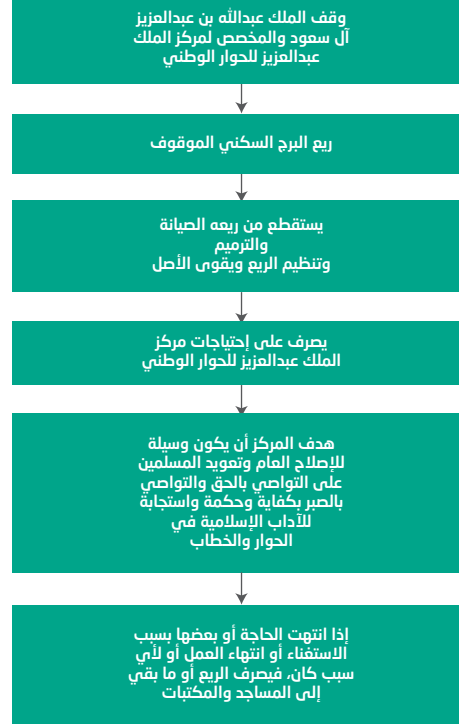 وقف الملك عبدالله بن عبدالعزيز
آل سعود والمخصص لمركز الملك
عبدالعزيز للحوار الوطني
ريع البرج السكني الموقوف
يستقطع من ريعه الصيانة
والترميم
وتنظيم الريع ويقوى الأصل
يصرف على إحتياجات مركز
الملك عبدالعزيز للحوار الوطني
هدف المركز أن يكون وسيلة
للإصلاح العام وتعويد المسلمين
على التواصي بالحق والتواصي
بالصبر بكفاية وحكمة واستجابة
للآداب الإسلامية في
الحوار والخطاب
إذا انتهت الحاجة أو بعضها بسبب
الاستغناء أو انتهاء العمل أو لأي
سبب كان، فيصرف الريع أو ما بقي
إلى المساجد والمكتبات